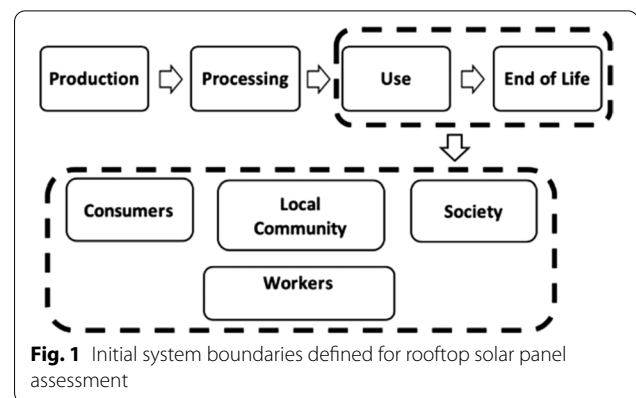 Production Processing Use End of Life
Consumers Local Community Society
Workers
Fig. 1 Initial system boundaries defined for rooftop solar panel
assessment